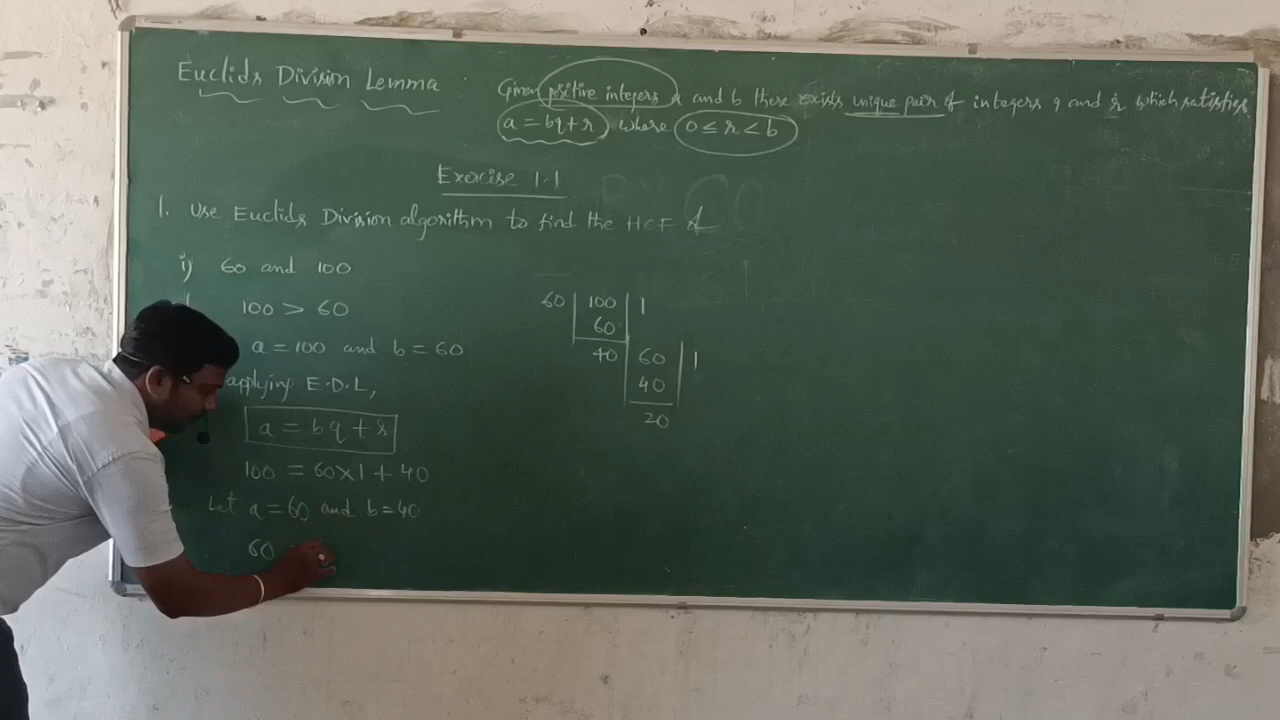 Euclids Division Lemma : Given positive integers a and b there exists unique pair of integers q and r which satisfies
a = bq + r where 0 ≤ r < b
Exercise 1.1
1. Use Euclids Division algorithm to find the HCF of
i) 60 and 100
100 > 60
a = 100 and b = 60
applying E.D.L,
a = bq + r
100 = 60×1 + 40
Let a = 60 and b = 40
60
60 | 100 | 1
60
40 | 60 | 1
40
20